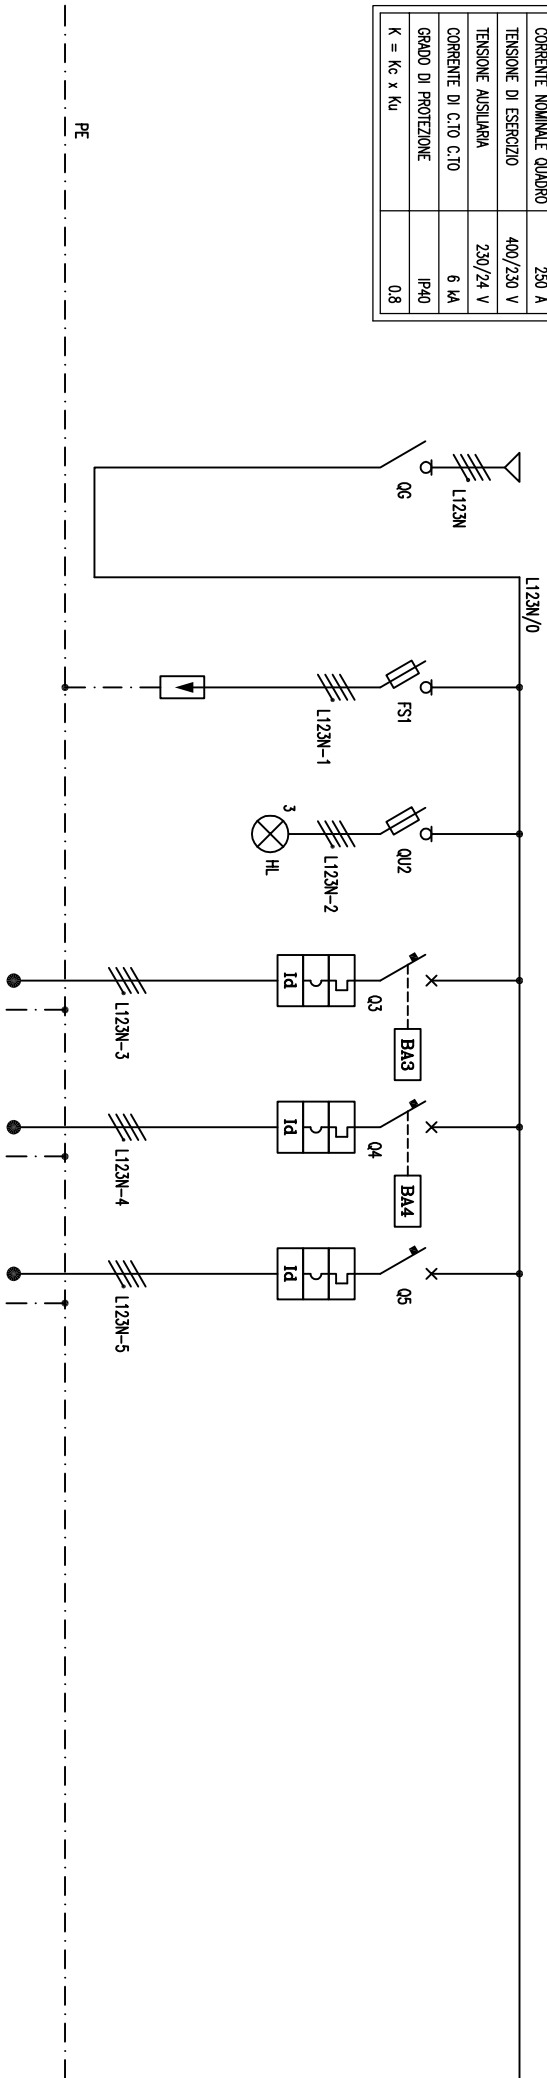 CORRENTE NOMINALE QUADRO 250 A
TENSIONE DI ESERCIZIO 400/230 V
TENSIONE AUSILIARIA 230/24 V
CORRENTE DI C.TO C.TO 6 kA
GRADO DI PROTEZIONE IP40
K = Kc x Ku 0.8
L123N
QG
L123N/0
FS1
L123N-1
QU2
L123N-2
3
HL
Q3
BA3
Id
L123N-3
Q4
BA4
Id
L123N-4
Q5
Id
L123N-5
PE